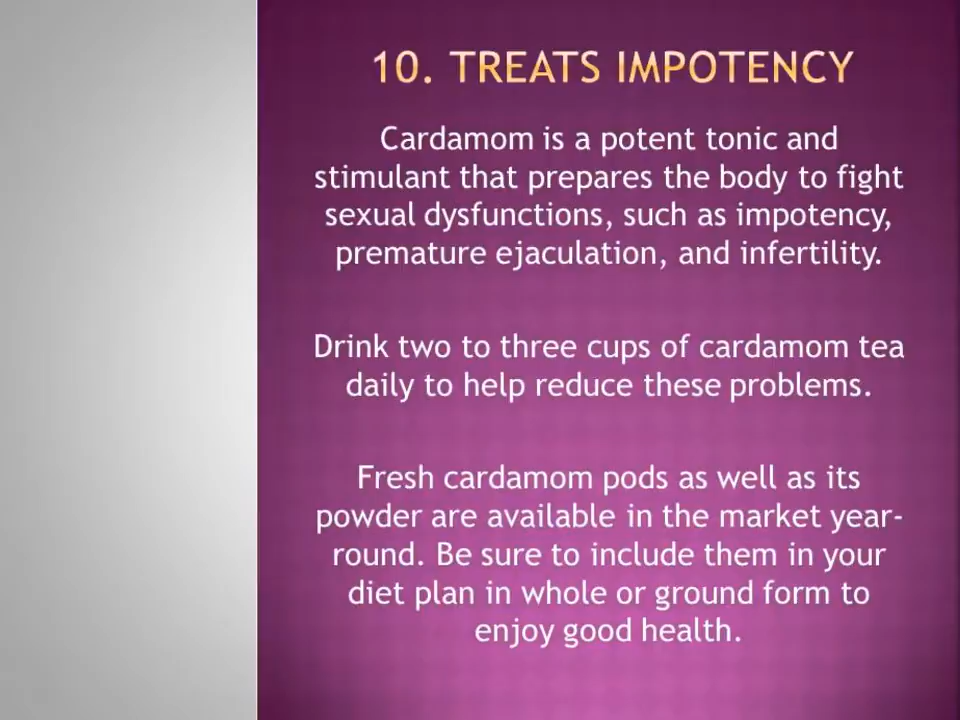 10. TREATS IMPOTENCY
Cardamom is a potent tonic and
stimulant that prepares the body to fight
sexual dysfunctions, such as impotency,
premature ejaculation, and infertility.
Drink two to three cups of cardamom tea
daily to help reduce these problems.
Fresh cardamom pods as well as its
powder are available in the market year-
round. Be sure to include them in your
diet plan in whole or ground form to
enjoy good health.